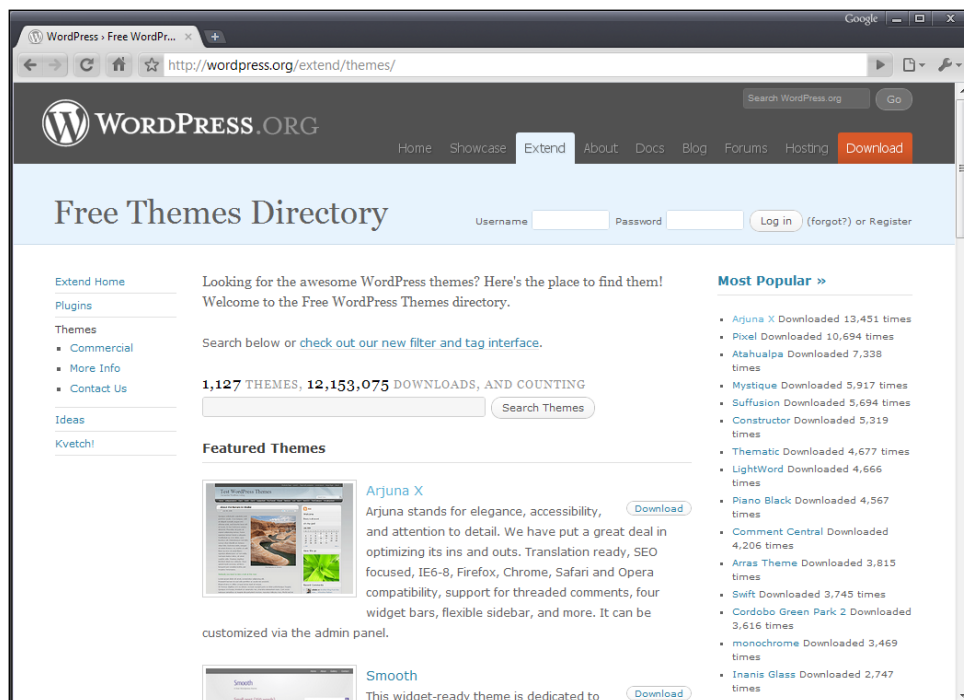 Google
WordPress › Free WordPr...
http://wordpress.org/extend/themes/
Search WordPress.org
Go
WORDPRESS.ORG
Home Showcase Extend About Docs Blog Forums Hosting Download
Free Themes Directory
Username Password Log in (forgot?) or Register
Extend Home
Plugins
Themes
Commercial
More Info
Contact Us
Ideas
Kvetch!
Looking for the awesome WordPress themes? Here's the place to find them!
Welcome to the Free WordPress Themes directory.
Search below or check out our new filter and tag interface.
1,127 THEMES, 12,153,075 DOWNLOADS, AND COUNTING
Search Themes
Featured Themes
Test WordPress Themes
Arjuna X
Download
Arjuna stands for elegance, accessibility,
and attention to detail. We have put a great deal in
optimizing its ins and outs. Translation ready, SEO
focused, IE6-8, Firefox, Chrome, Safari and Opera
compatibility, support for threaded comments, four
widget bars, flexible sidebar, and more. It can be
customized via the admin panel.
Smooth
Smooth
Download
This widget-ready theme is dedicated to
Most Popular »
Arjuna X Downloaded 13,451 times
Pixel Downloaded 10,694 times
Atahualpa Downloaded 7,338
times
Mystique Downloaded 5,917 times
Suffusion Downloaded 5,694 times
Constructor Downloaded 5,319
times
Thematic Downloaded 4,677 times
LightWord Downloaded 4,666
times
Piano Black Downloaded 4,567
times
Comment Central Downloaded
4,206 times
Arras Theme Downloaded 3,815
times
Swift Downloaded 3,745 times
Cordobo Green Park 2 Downloaded
3,616 times
monochrome Downloaded 3,469
times
Inanis Glass Downloaded 2,747
times